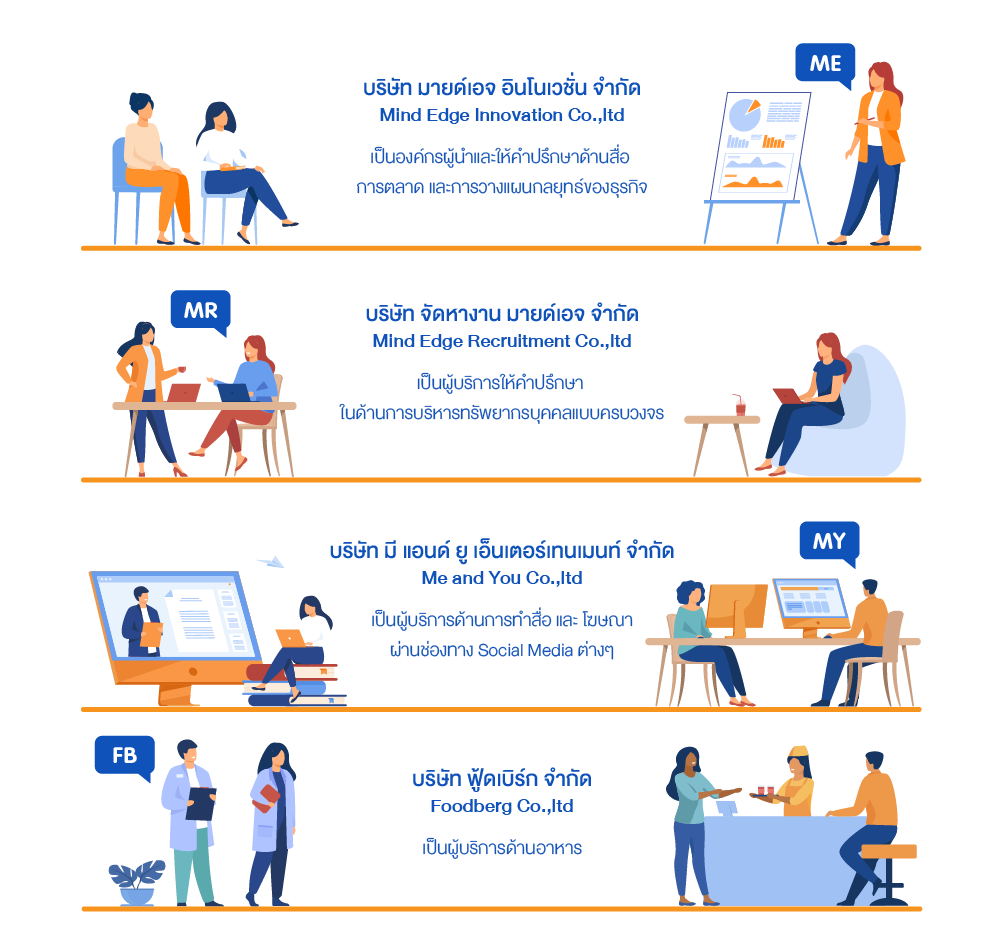 ME
บริษัท มายด์เอจ อินโนเวชั่น จำกัด
Mind Edge Innovation Co.,ltd
เป็นองค์กรผู้นำและให้คำปรึกษาด้านสื่อ
การตลาด และการวางแผนกลยุทธ์ของธุรกิจ
MR
บริษัท จัดหางาน มายด์เอจ จำกัด
Mind Edge Recruitment Co.,ltd
เป็นผู้บริการให้คำปรึกษา
ในด้านการบริหารทรัพยากรบุคคลแบบครบวงจร
MY
บริษัท มี แอนด์ ยู เอ็นเตอร์เทนเมนท์ จำกัด
Me and You Co.,ltd
เป็นผู้บริการด้านการทำสื่อ และ โฆษณา
ผ่านช่องทาง Social Media ต่างๆ
FB
บริษัท ฟู้ดเบิร์ก จำกัด
Foodberg Co.,ltd
เป็นผู้บริการด้านอาหาร